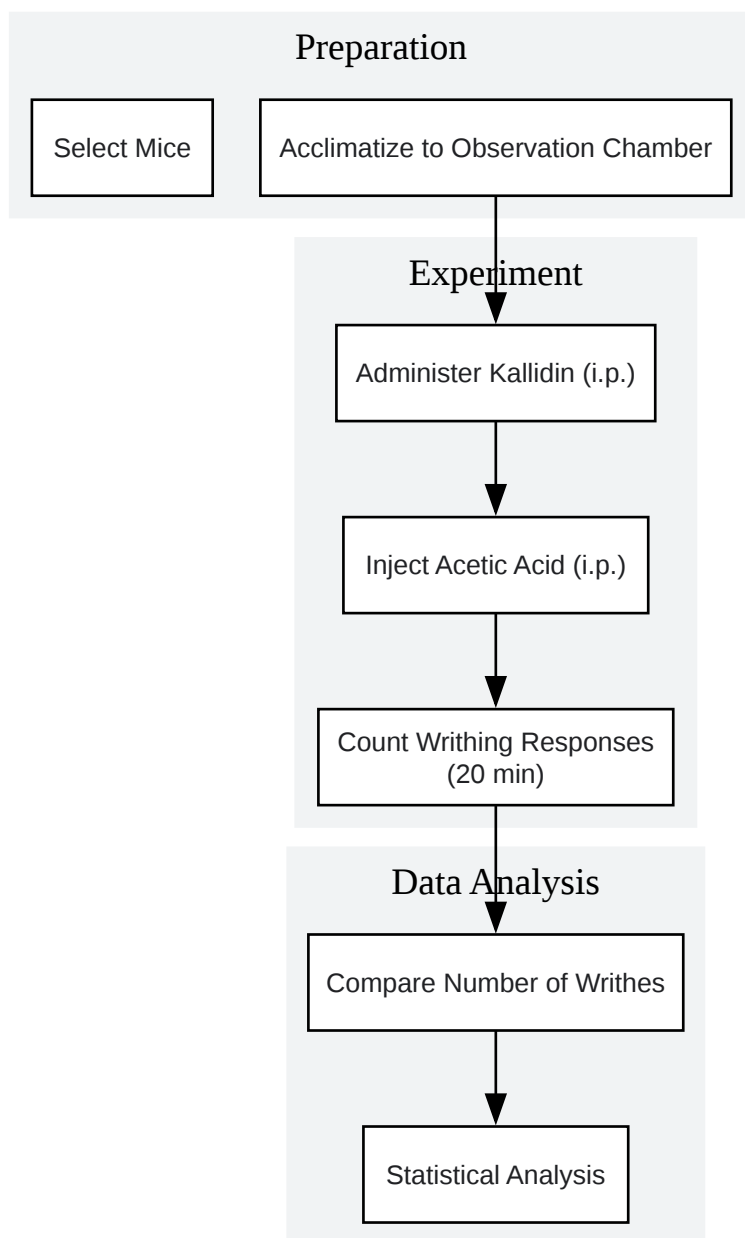 Preparation
Select Mice
Acclimatize to Observation Chamber
Experiment
Administer Kallidin (i.p.)
Inject Acetic Acid (i.p.)
Count Writhing Responses
(20 min)
Data Analysis
Compare Number of Writhes
Statistical Analysis